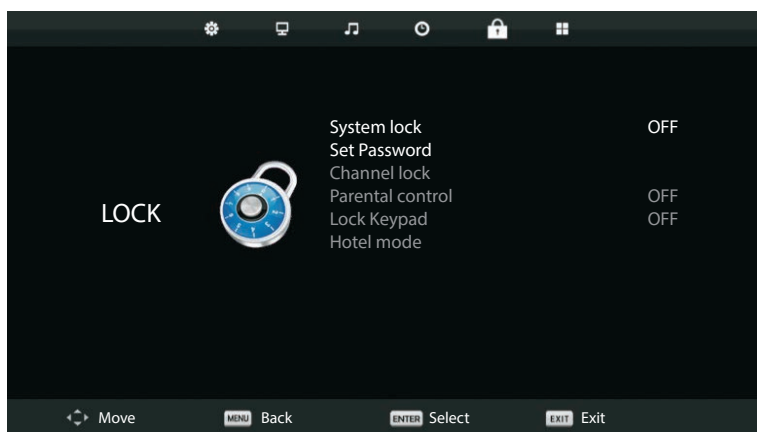 System lock OFF
Set Password
Channel lock
Parental control OFF
LOCK
Lock Keypad OFF
Hotel mode
Move MENU Back ENTER Select EXIT Exit